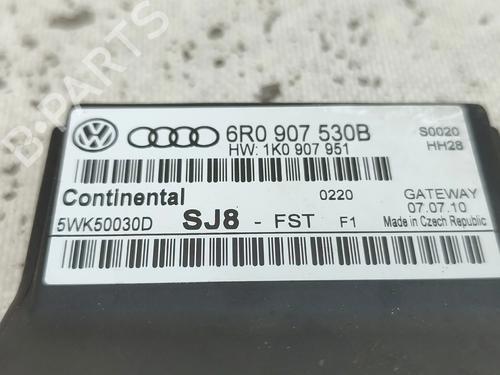 6R0 907 530B
HW: 1K0 907 951
S0020
HH28
Continental
0220
GATEWAY
5WK50030D SJ8 - FST F1
07.07.10
Made in Czech Republic
B-PARTS